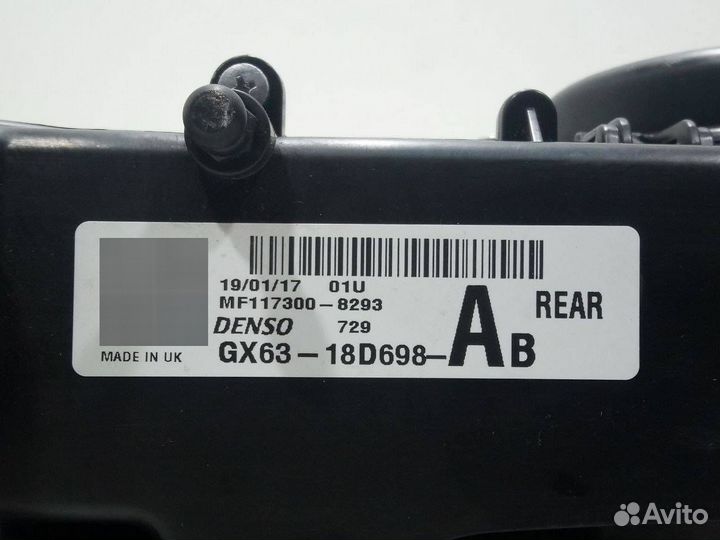 19/01/17 01U
MF117300-8293
DENSO 729
MADE IN UK
GX63-18D698-AB
REAR
Avito